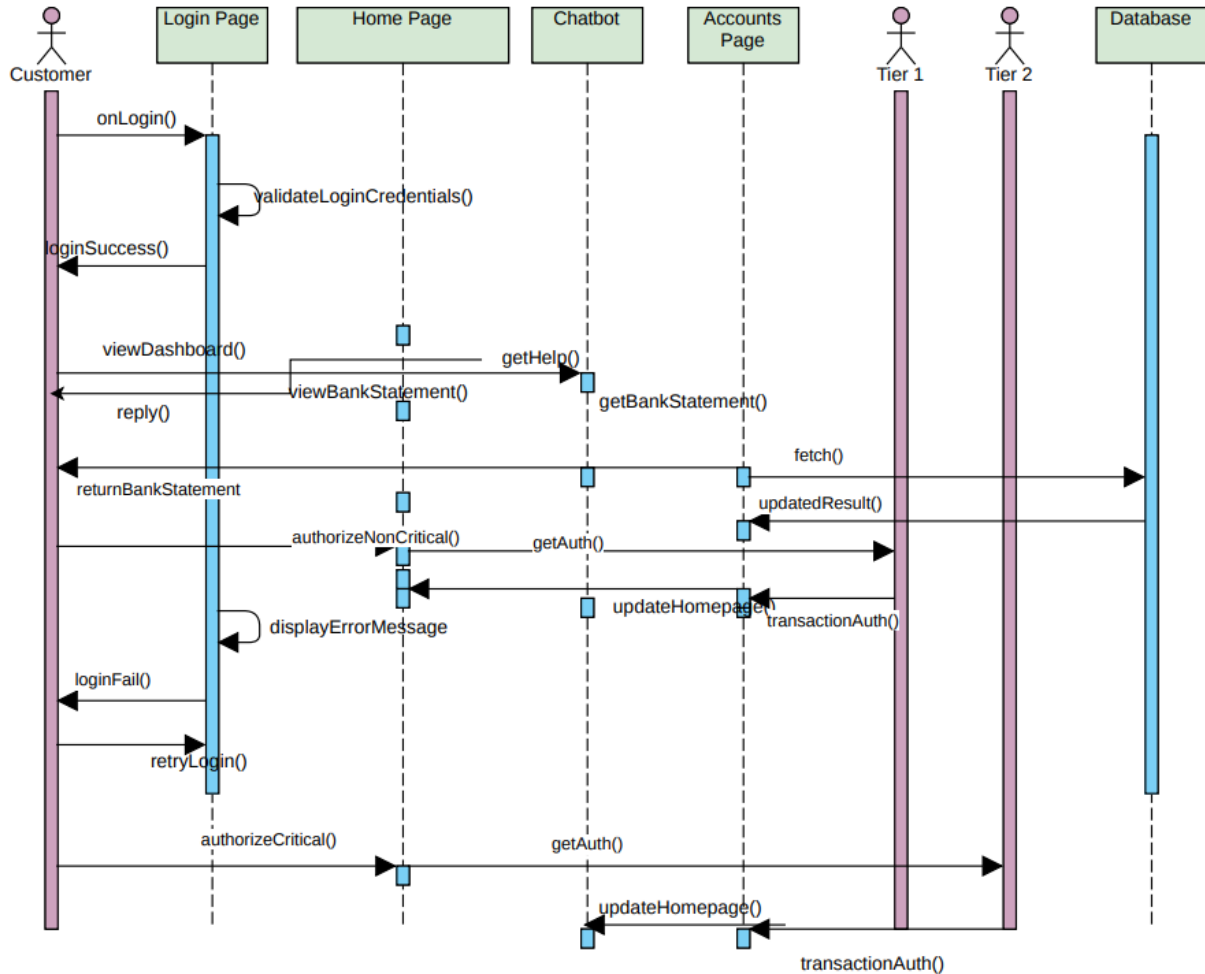 Login Page
Home Page
Chatbot
Accounts
Page
Database
Customer
Tier 1
Tier 2
onLogin()
validateLoginCredentials()
loginSuccess()
viewDashboard()
getHelp()
viewBankStatement()
getBankStatement()
reply()
fetch()
returnBankStatement
updatedResult()
authorizeNonCritical()
getAuth()
updateHomepage()
transactionAuth()
displayErrorMessage
loginFail()
retryLogin()
authorizeCritical()
getAuth()
updateHomepage()
transactionAuth()